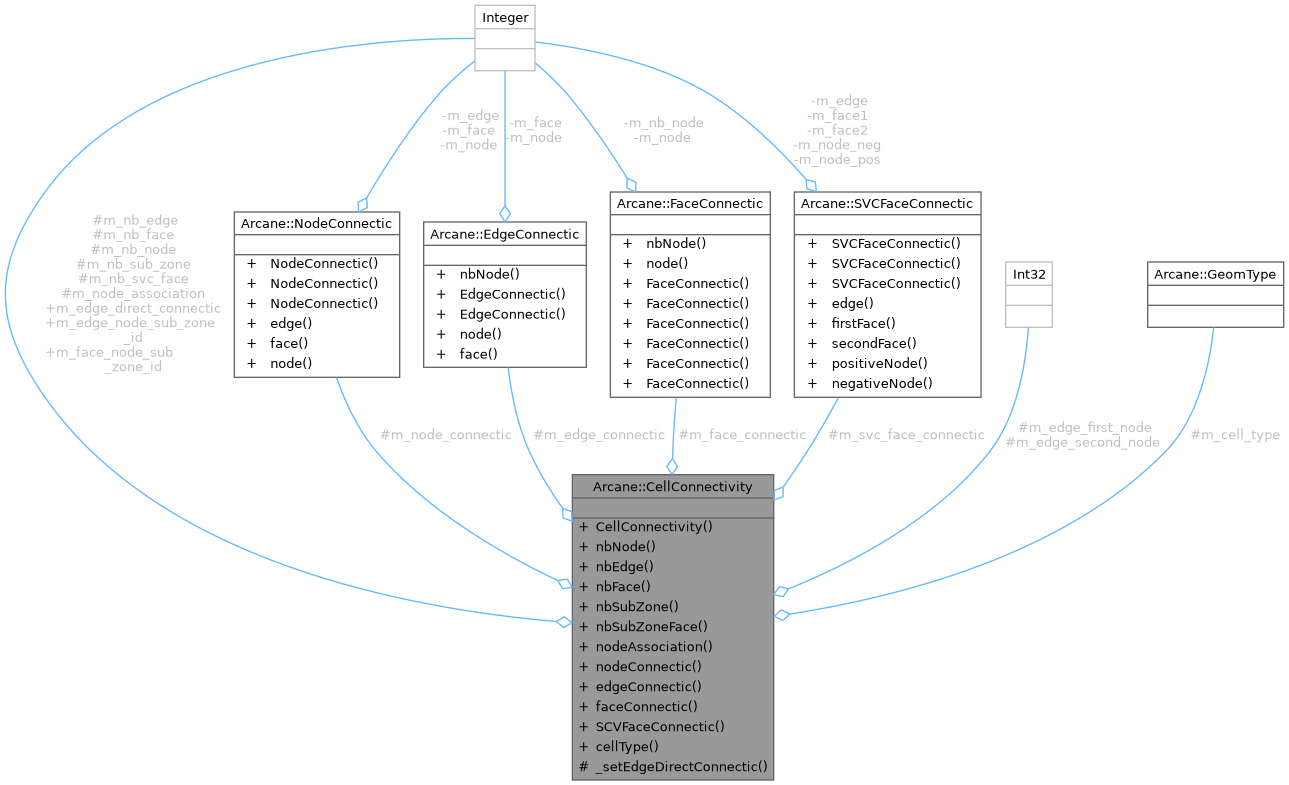 Integer
-m_edge
-m_face
-m_node
-m_face
-m_node
-m_nb_node
-m_node
-m_edge
-m_face1
-m_face2
-m_node_neg
-m_node_pos
#m_nb_edge
#m_nb_face
#m_nb_node
#m_nb_sub_zone
#m_nb_svc_face
#m_node_association
+m_edge_direct_connectic
+m_edge_node_sub_zone
_id
+m_face_node_sub
_zone_id
Arcane::NodeConnectic
+ NodeConnectic()
+ NodeConnectic()
+ NodeConnectic()
+ edge()
+ face()
+ node()
Arcane::EdgeConnectic
+ nbNode()
+ EdgeConnectic()
+ EdgeConnectic()
+ node()
+ face()
Arcane::FaceConnectic
+ nbNode()
+ node()
+ FaceConnectic()
+ FaceConnectic()
+ FaceConnectic()
+ FaceConnectic()
+ FaceConnectic()
+ FaceConnectic()
Arcane::SVCFaceConnectic
+ SVCFaceConnectic()
+ SVCFaceConnectic()
+ SVCFaceConnectic()
+ edge()
+ firstFace()
+ secondFace()
+ positiveNode()
+ negativeNode()
Int32
Arcane::GeomType
#m_node_connectic
#m_edge_connectic
#m_face_connectic
#m_svc_face_connectic
#m_edge_first_node
#m_edge_second_node
#m_cell_type
Arcane::CellConnectivity
+ CellConnectivity()
+ nbNode()
+ nbEdge()
+ nbFace()
+ nbSubZone()
+ nbSubZoneFace()
+ nodeAssociation()
+ nodeConnectic()
+ edgeConnectic()
+ faceConnectic()
+ SCVFaceConnectic()
+ cellType()
# _setEdgeDirectConnectic()